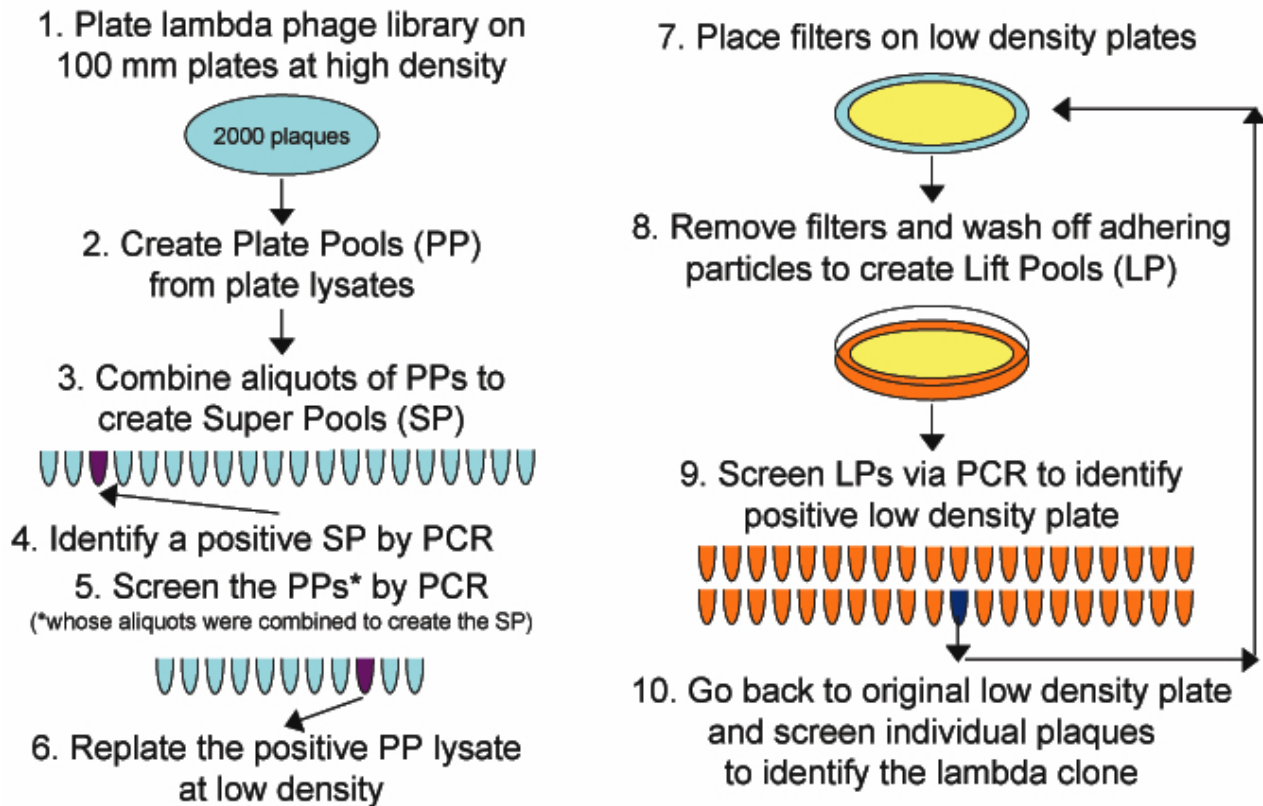 1. Plate lambda phage library on
100 mm plates at high density
2000 plaques
2. Create Plate Pools (PP)
from plate lysates
3. Combine aliquots of PPs to
create Super Pools (SP)
4. Identify a positive SP by PCR
5. Screen the PPs* by PCR
(*whose aliquots were combined to create the SP)
6. Replate the positive PP lysate
at low density
7. Place filters on low density plates
8. Remove filters and wash off adhering
particles to create Lift Pools (LP)
9. Screen LPs via PCR to identify
positive low density plate
10. Go back to original low density plate
and screen individual plaques
to identify the lambda clone